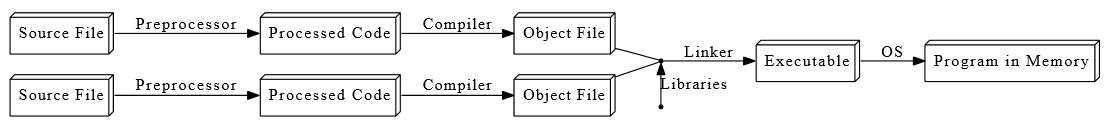 Source File
Preprocessor
Processed Code
Compiler
Object File
Linker
Executable
OS
Program in Memory
Source File
Preprocessor
Processed Code
Compiler
Object File
Libraries